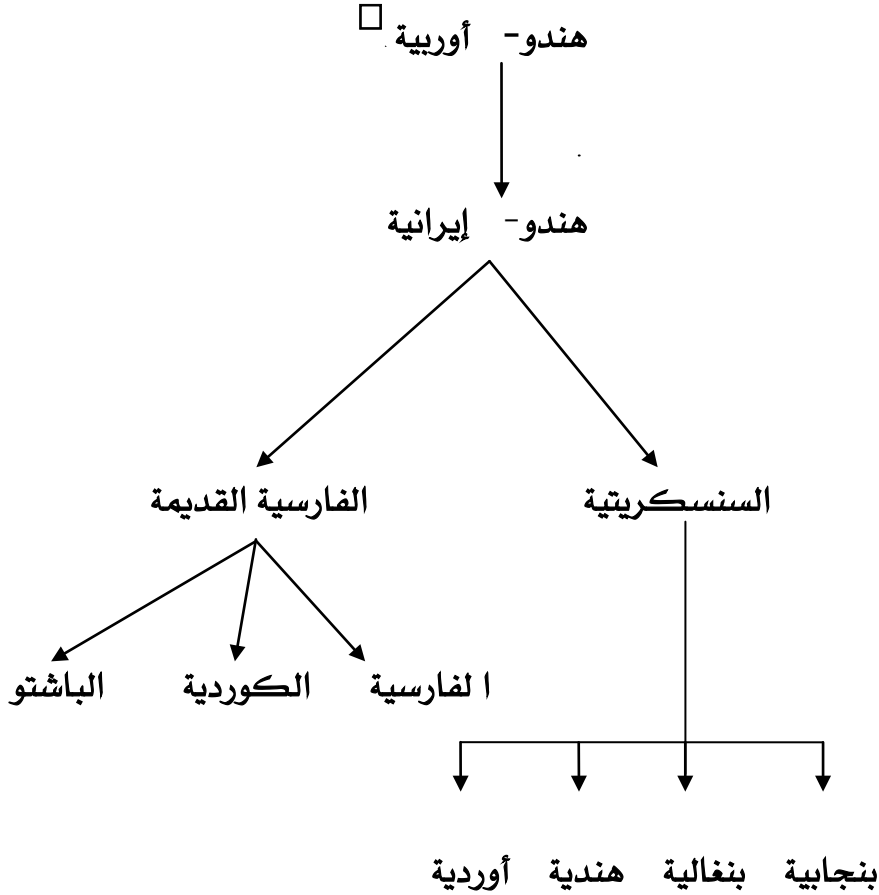 هندو- أوربية
هندو- إيرانية
السنسكريتية
الفارسية القديمة
ا لفارسية
الكوردية
الباشتو
بنجابية
بنغالية
هندية
أوردية